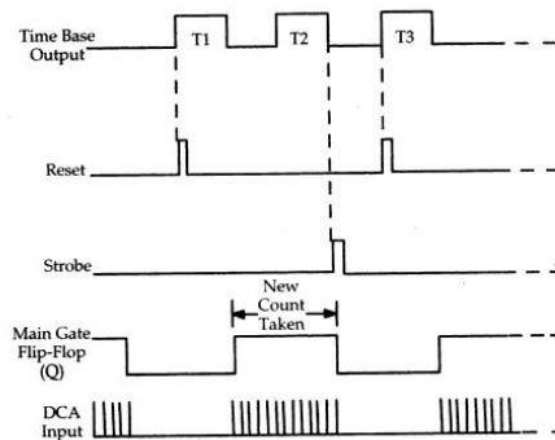 Time Base
Output
T1
T2
T3
Reset
Strobe
New
Count
Taken
Main Gate
Flip-Flop
(Q)
DCA
Input